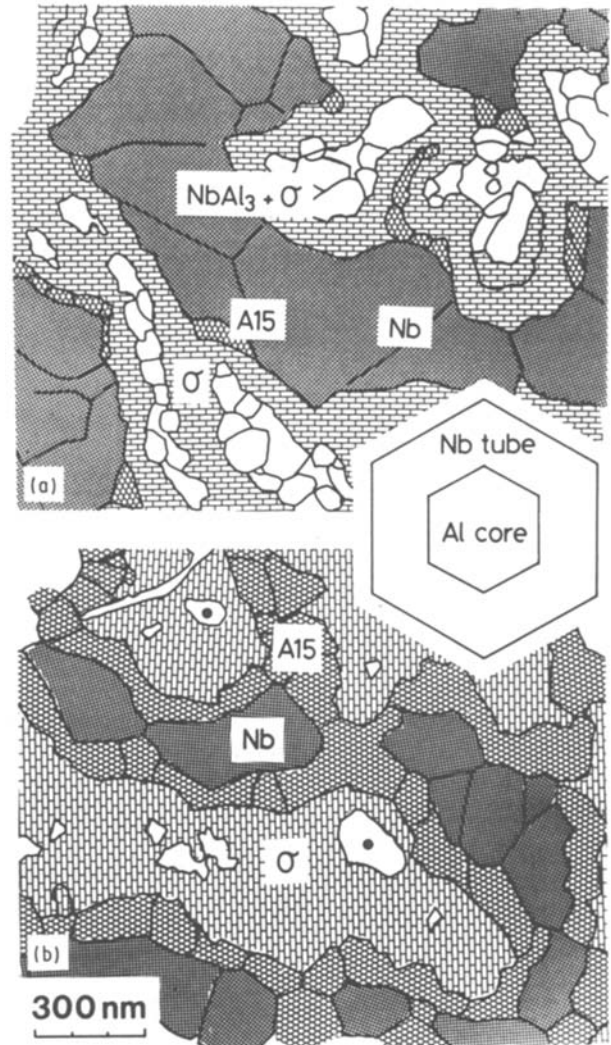 NbAl₃ + σ
A15
Nb
σ
(a)
Nb tube
Al core
A15
Nb
σ
(b)
300 nm